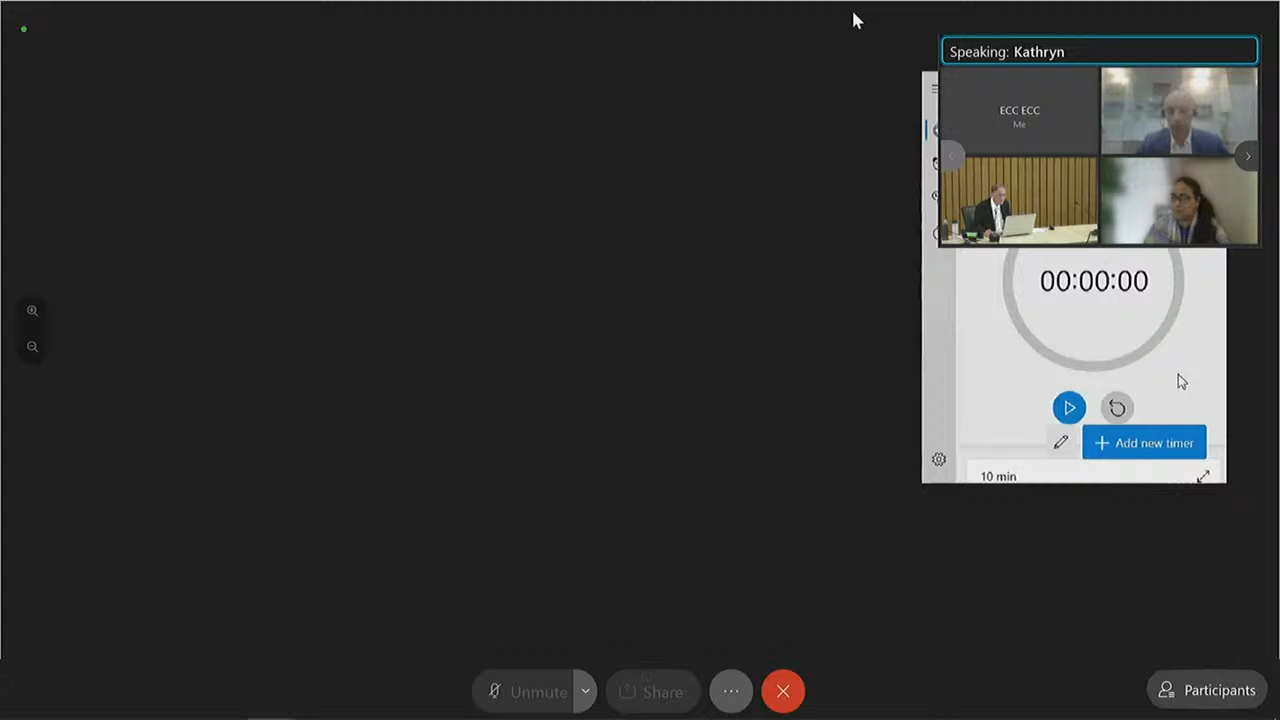 Speaking: Kathryn
ECC ECC
Me
00:00:00
Add new timer
10 min
Unmute
Share
Participants